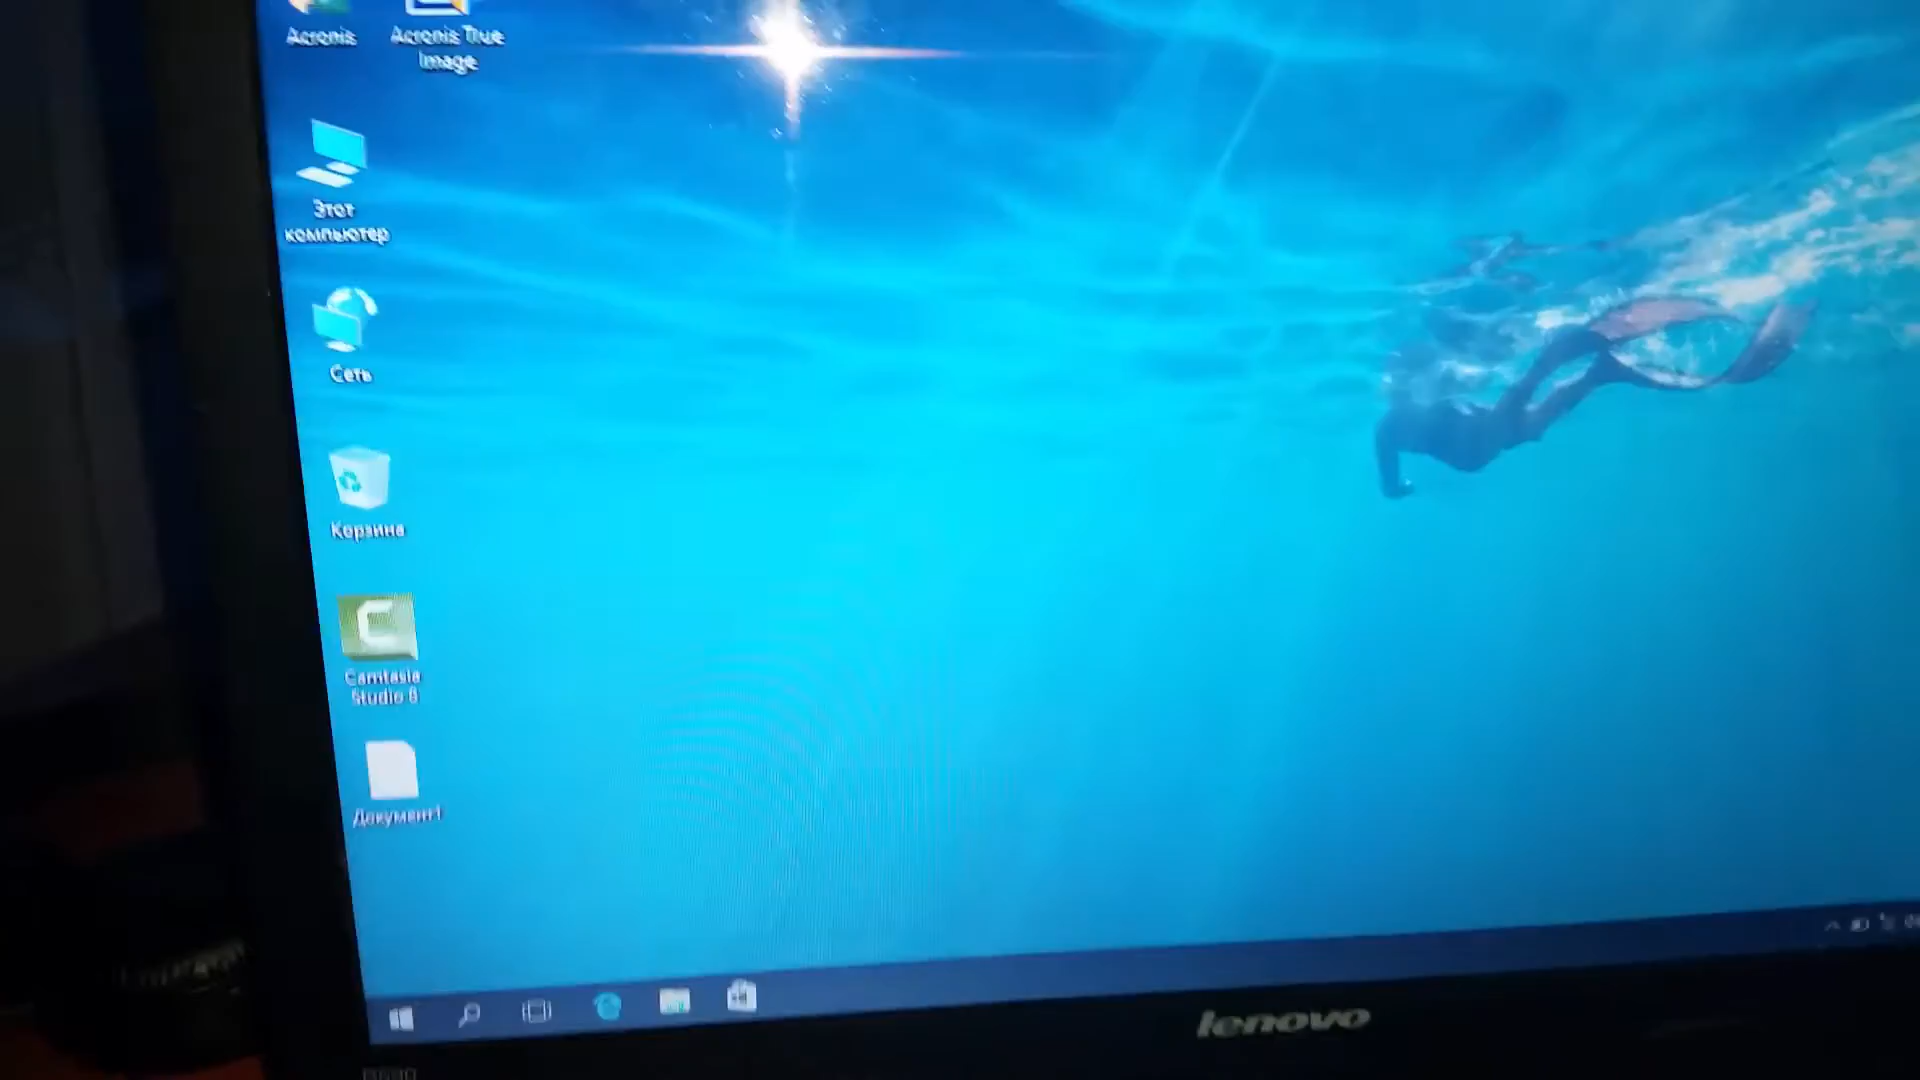 Acronis
Acronis True
Image
Этот
компьютер
Сеть
Корзина
Camtasia
Studio 8
Документ1
lenovo